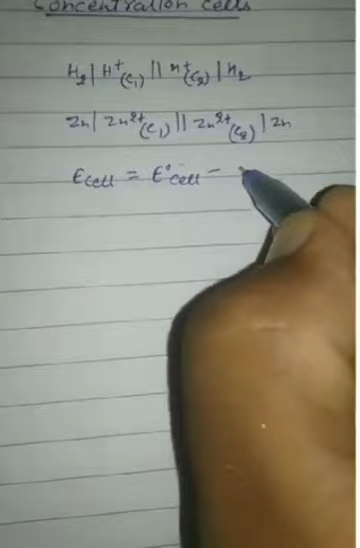 Concentration cells
H₂ | H⁺(c₁) || H⁺(c₂) | H₂
Zn | Zn²⁺(c₁) || Zn²⁺(c₂) | Zn
Ecell = E°cell -